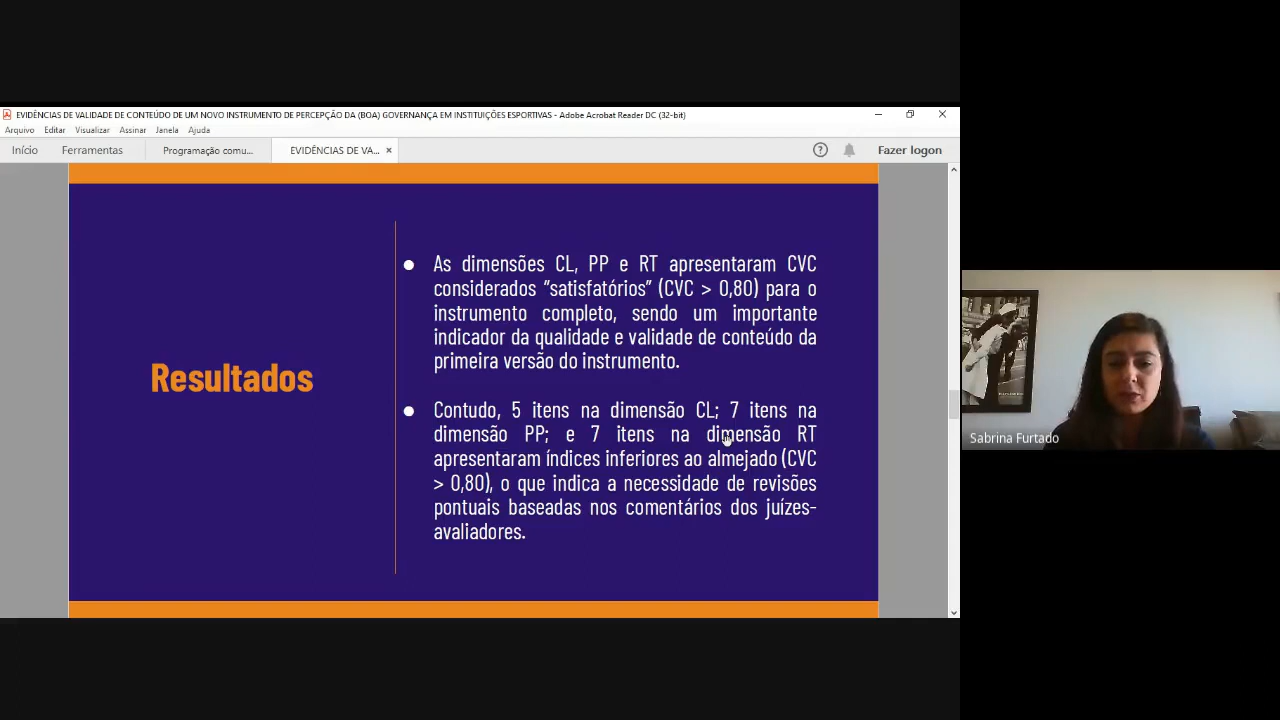 EVIDÊNCIAS DE VALIDADE DE CONTEÚDO DE UM NOVO INSTRUMENTO DE PERCEPÇÃO DA (BOA) GOVERNANÇA EM INSTITUIÇÕES ESPORTIVAS - Adobe Acrobat Reader DC (32-bit)
Arquivo Editar Visualizar Assinar Janela Ajuda
Início Ferramentas Programação comu... EVIDÊNCIAS DE VA... Fazer logon
Resultados
As dimensões CL, PP e RT apresentaram CVC
considerados “satisfatórios” (CVC > 0,80) para o
instrumento completo, sendo um importante
indicador da qualidade e validade de conteúdo da
primeira versão do instrumento.
Contudo, 5 itens na dimensão CL; 7 itens na
dimensão PP; e 7 itens na dimensão RT
apresentaram índices inferiores ao almejado (CVC
> 0,80), o que indica a necessidade de revisões
pontuais baseadas nos comentários dos juízes-
avaliadores.
Sabrina Furtado